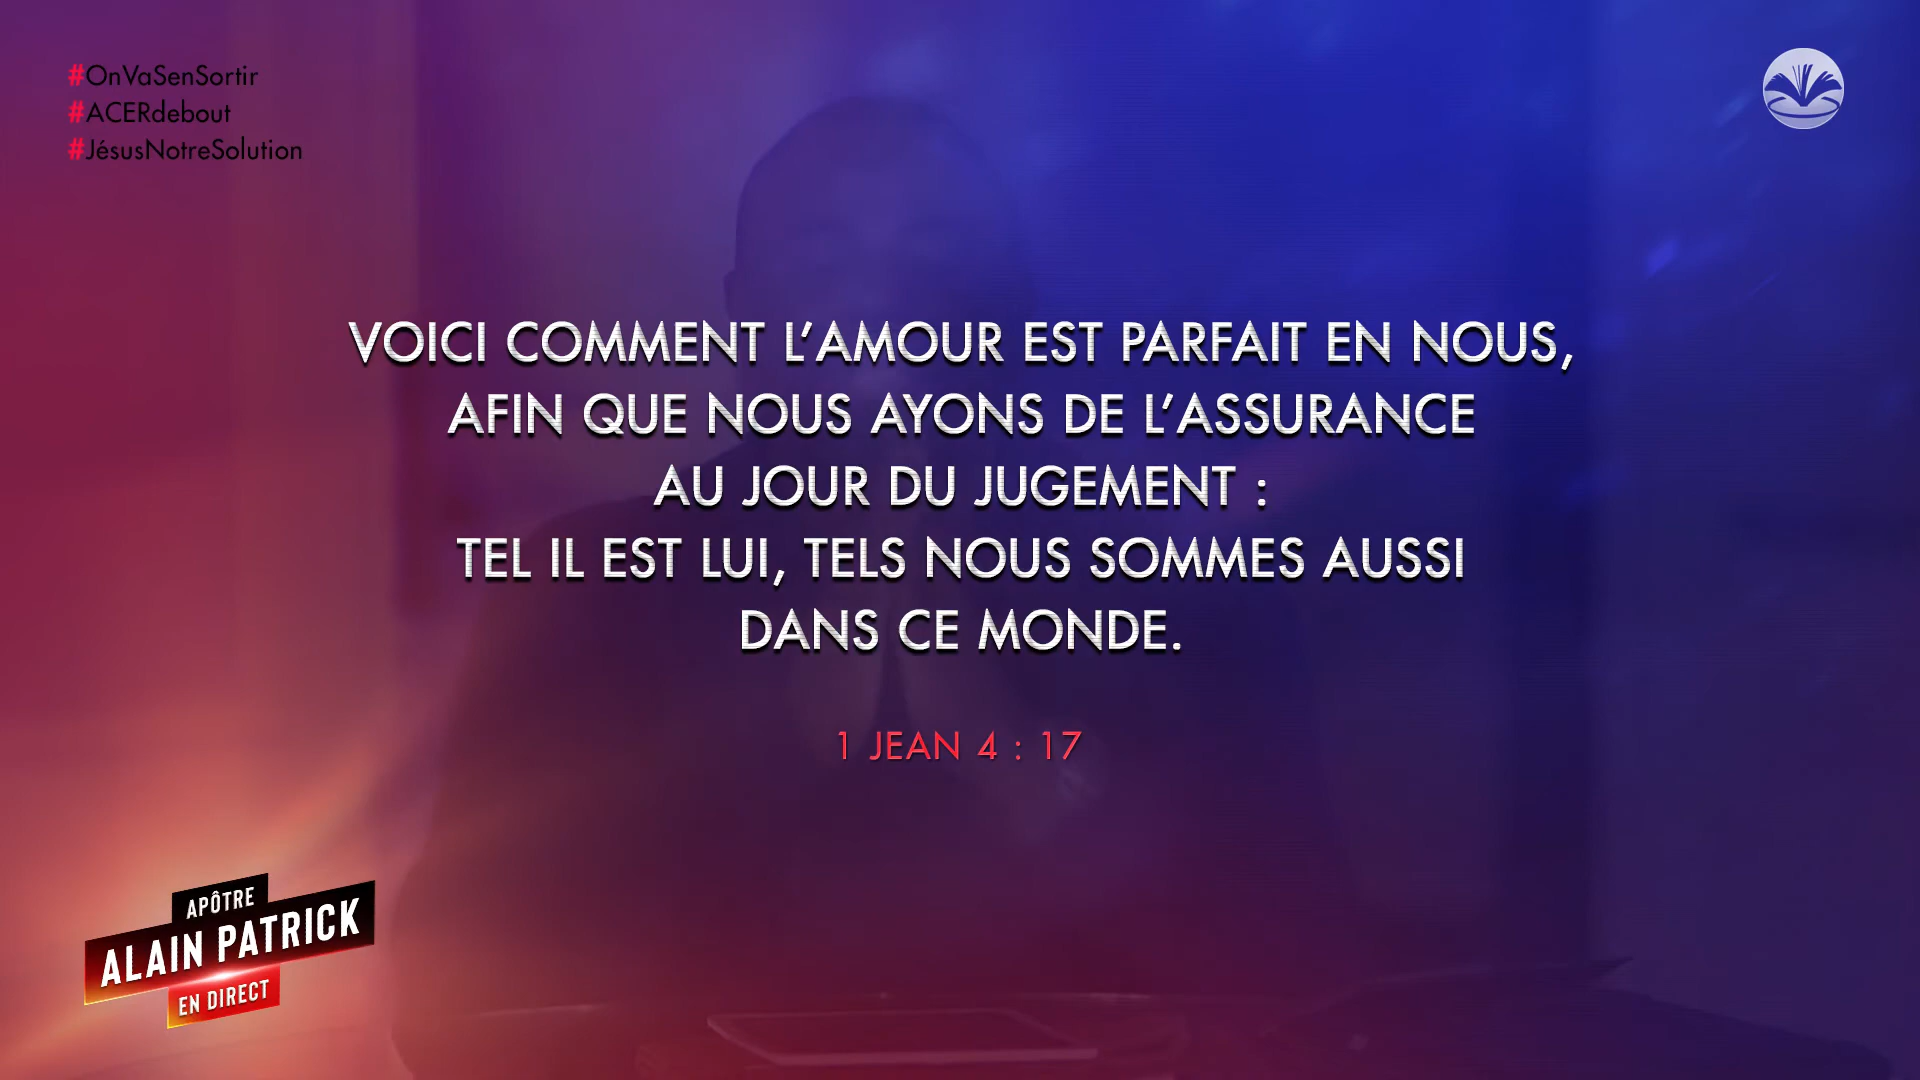 #OnVaSenSortir
#ACERdebout
#JésusNotreSolution
VOICI COMMENT L’AMOUR EST PARFAIT EN NOUS,
AFIN QUE NOUS AYONS DE L’ASSURANCE
AU JOUR DU JUGEMENT :
TEL IL EST LUI, TELS NOUS SOMMES AUSSI
DANS CE MONDE.
1 JEAN 4 : 17
APÔTRE
ALAIN PATRICK
EN DIRECT